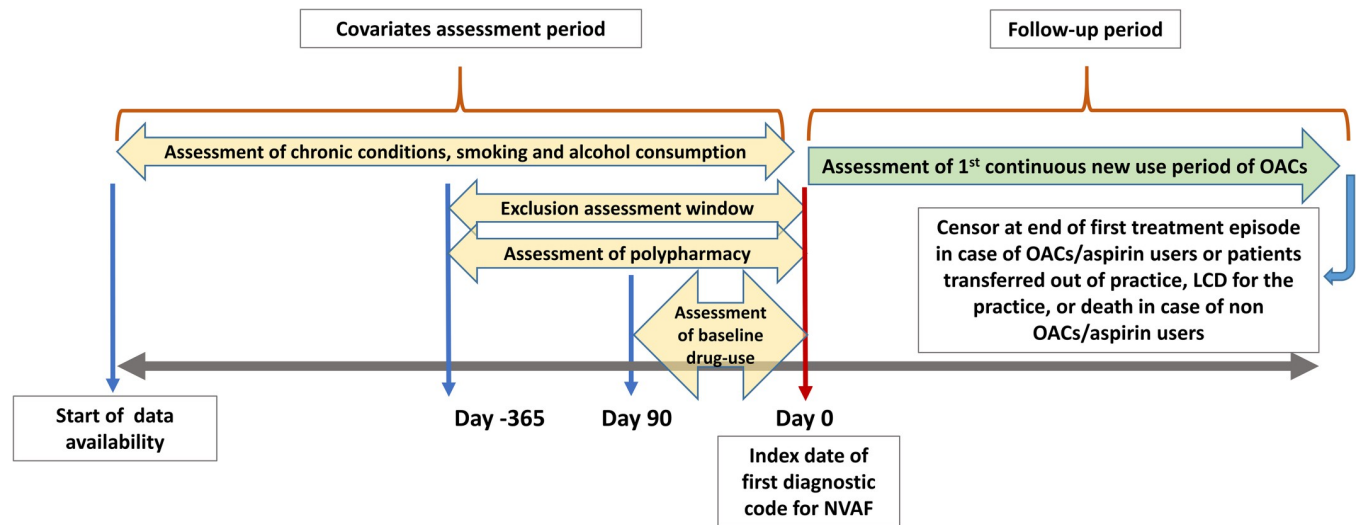 Covariates assessment period
Follow-up period
Assessment of chronic conditions, smoking and alcohol consumption
Assessment of 1st continuous new use period of OACs
Exclusion assessment window
Assessment of polypharmacy
Censor at end of first treatment episode
in case of OACs/aspirin users or patients
transferred out of practice, LCD for the
practice, or death in case of non
OACs/aspirin users
Assessment
of baseline
drug-use
Start of data
availability
Day -365
Day 90
Day 0
Index date of
first diagnostic
code for NVAF